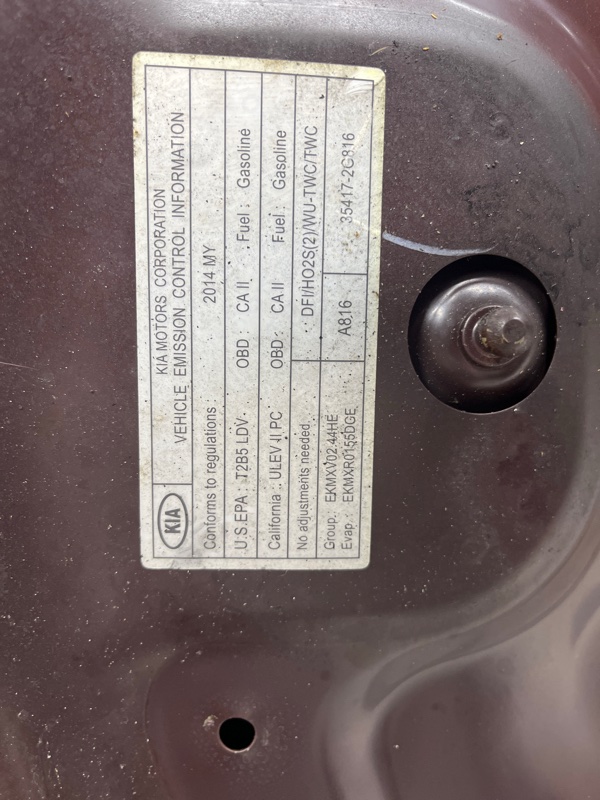 KIA
KIA MOTORS CORPORATION
VEHICLE EMISSION CONTROL INFORMATION
Conforms to regulations: 2014 MY
U.S.EPA : T2B5 LDV OBD : CA II Fuel : Gasoline
California : ULEV II PC OBD : CA II Fuel : Gasoline
No adjustments needed. DFI/HO2S(2)/WU-TWC/TWC
Group: EKMXV02.44HE
Evap: EKMXR0155DGE
A816 35417-2G816